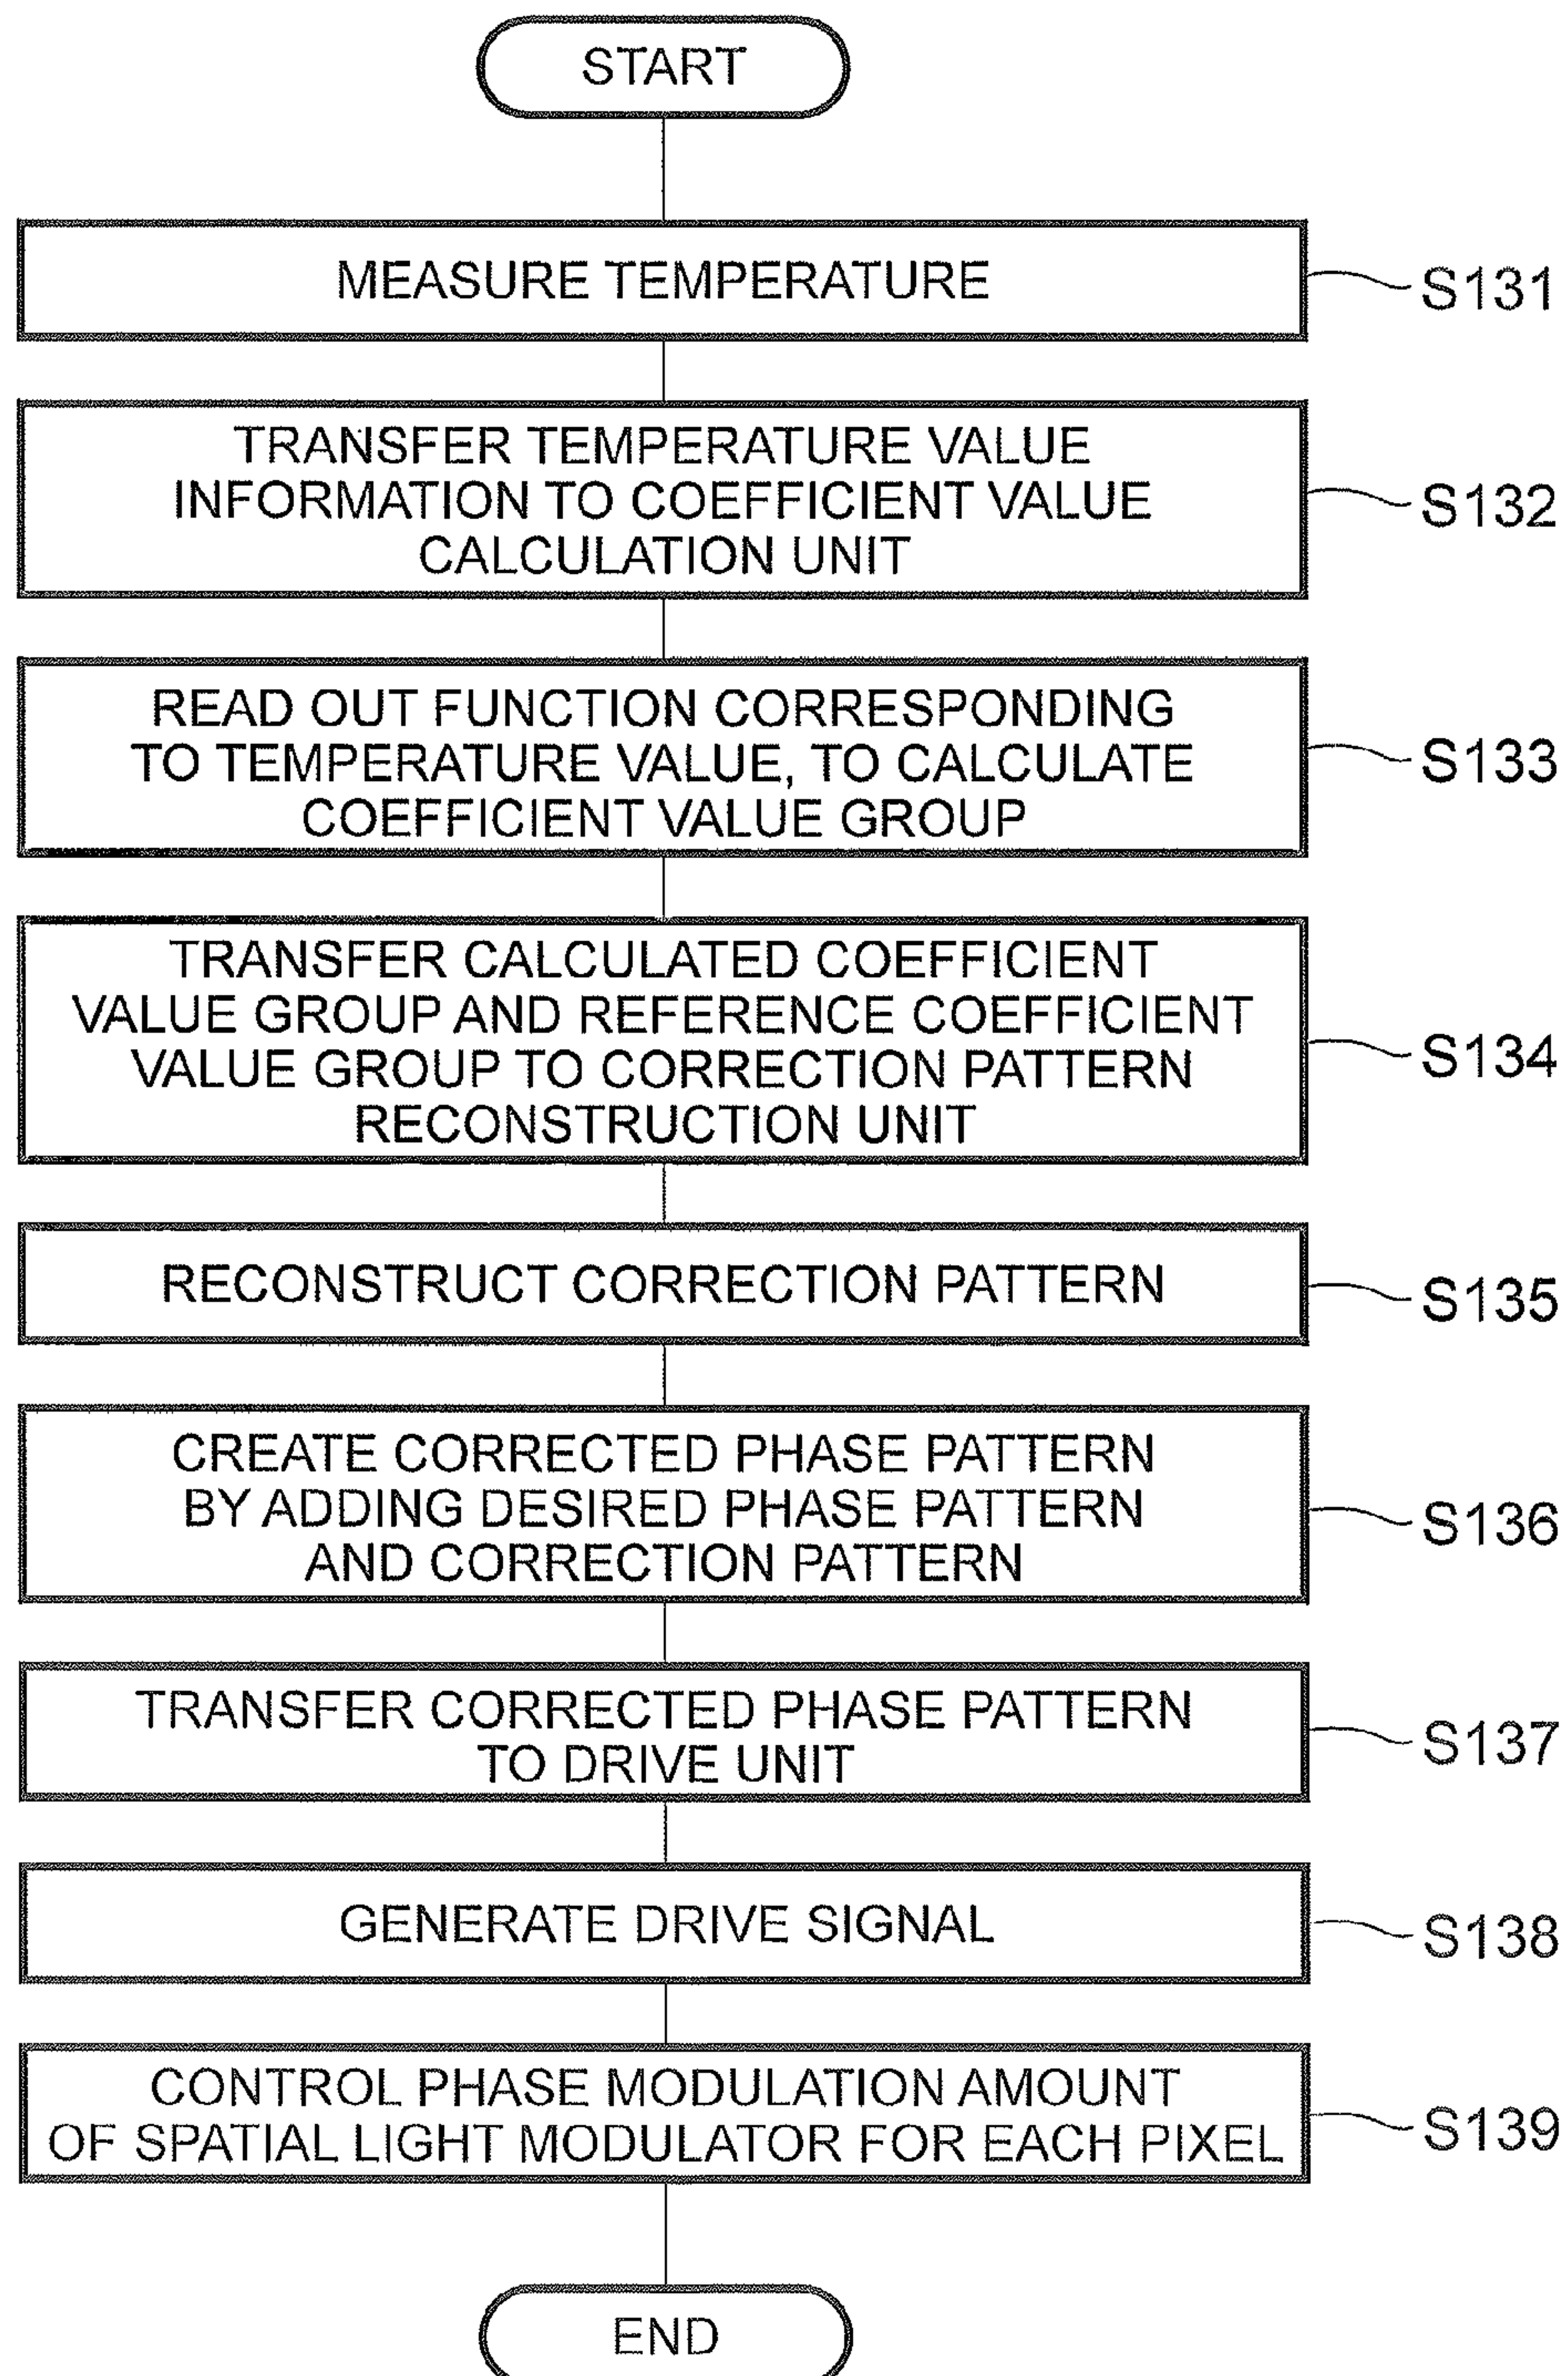 START
MEASURE TEMPERATURE
S131
TRANSFER TEMPERATURE VALUE
INFORMATION TO COEFFICIENT VALUE
CALCULATION UNIT
S132
READ OUT FUNCTION CORRESPONDING
TO TEMPERATURE VALUE, TO CALCULATE
COEFFICIENT VALUE GROUP
S133
TRANSFER CALCULATED COEFFICIENT
VALUE GROUP AND REFERENCE COEFFICIENT
VALUE GROUP TO CORRECTION PATTERN
RECONSTRUCTION UNIT
S134
RECONSTRUCT CORRECTION PATTERN
S135
CREATE CORRECTED PHASE PATTERN
BY ADDING DESIRED PHASE PATTERN
AND CORRECTION PATTERN
S136
TRANSFER CORRECTED PHASE PATTERN
TO DRIVE UNIT
S137
GENERATE DRIVE SIGNAL
S138
CONTROL PHASE MODULATION AMOUNT
OF SPATIAL LIGHT MODULATOR FOR EACH PIXEL
S139
END